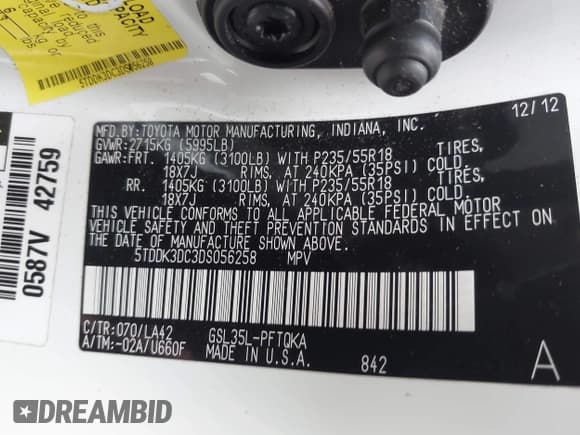 LOAD
CAPACITY
5TDDK3DC3DS056258
0587V 42759
12/12
MFD. BY: TOYOTA MOTOR MANUFACTURING, INDIANA, INC.
GVWR: 2715KG (5995LB)
GAWR: FRT. 1405KG (3100LB) WITH P235/55R18 TIRES,
18X7J RIMS, AT 240KPA (35PSI) COLD.
RR. 1405KG (3100LB) WITH P235/55R18 TIRES,
18X7J RIMS, AT 240KPA (35PSI) COLD.
THIS VEHICLE CONFORMS TO ALL APPLICABLE FEDERAL MOTOR
VEHICLE SAFETY AND THEFT PREVENTION STANDARDS IN EFFECT ON
THE DATE OF MANUFACTURE SHOWN ABOVE.
5TDDK3DC3DS056258 MPV
C/TR: 070/LA42 GSL35L-PFTQKA
A/TM: -02A/U660F MADE IN U.S.A.
842
A
DREAMBID